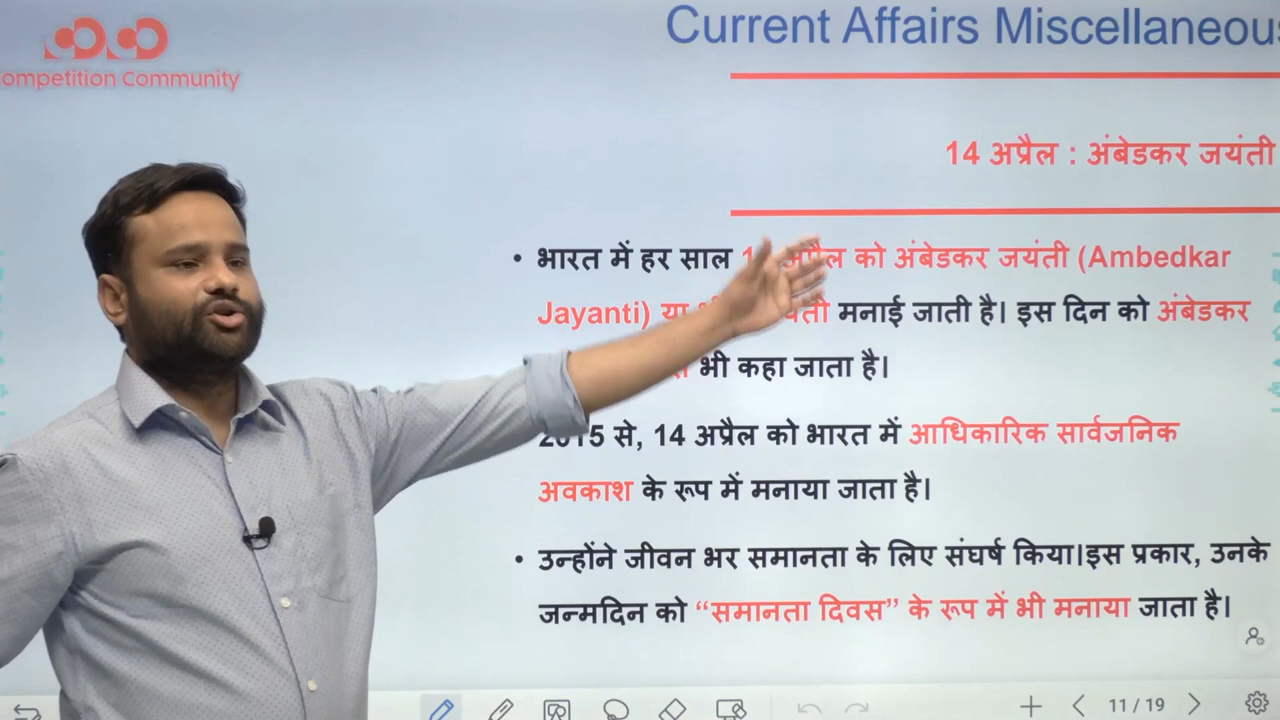 Competition Community
Current Affairs Miscellaneous
14 अप्रैल : अंबेडकर जयंती
भारत में हर साल को अंबेडकर जयंती (Ambedkar
Jayanti) या मनाई जाती है। इस दिन को अंबेडकर
भी कहा जाता है।
2015 से, 14 अप्रैल को भारत में आधिकारिक सार्वजनिक
अवकाश के रूप में मनाया जाता है।
उन्होंने जीवन भर समानता के लिए संघर्ष किया।इस प्रकार, उनके
जन्मदिन को “समानता दिवस” के रूप में भी मनाया जाता है।
11 / 19